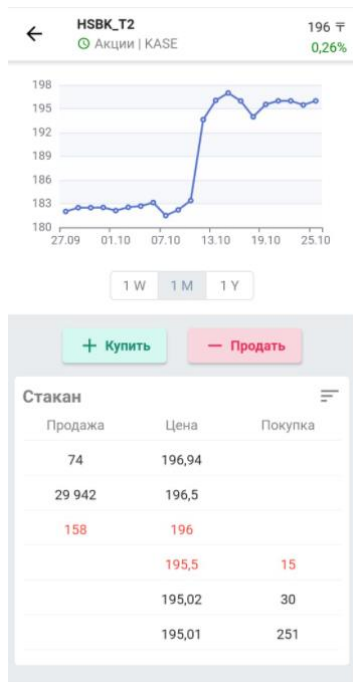 HSBK_T2
196 ₸
Акции | KASE
0,26%
198
195
192
189
186
183
180
27.09 01.10 07.10 13.10 19.10 25.10
1 W 1 M 1 Y
+ Купить — Продать
Стакан
Продажа Цена Покупка
74 196,94
29 942 196,5
158 196
195,5 15
195,02 30
195,01 251